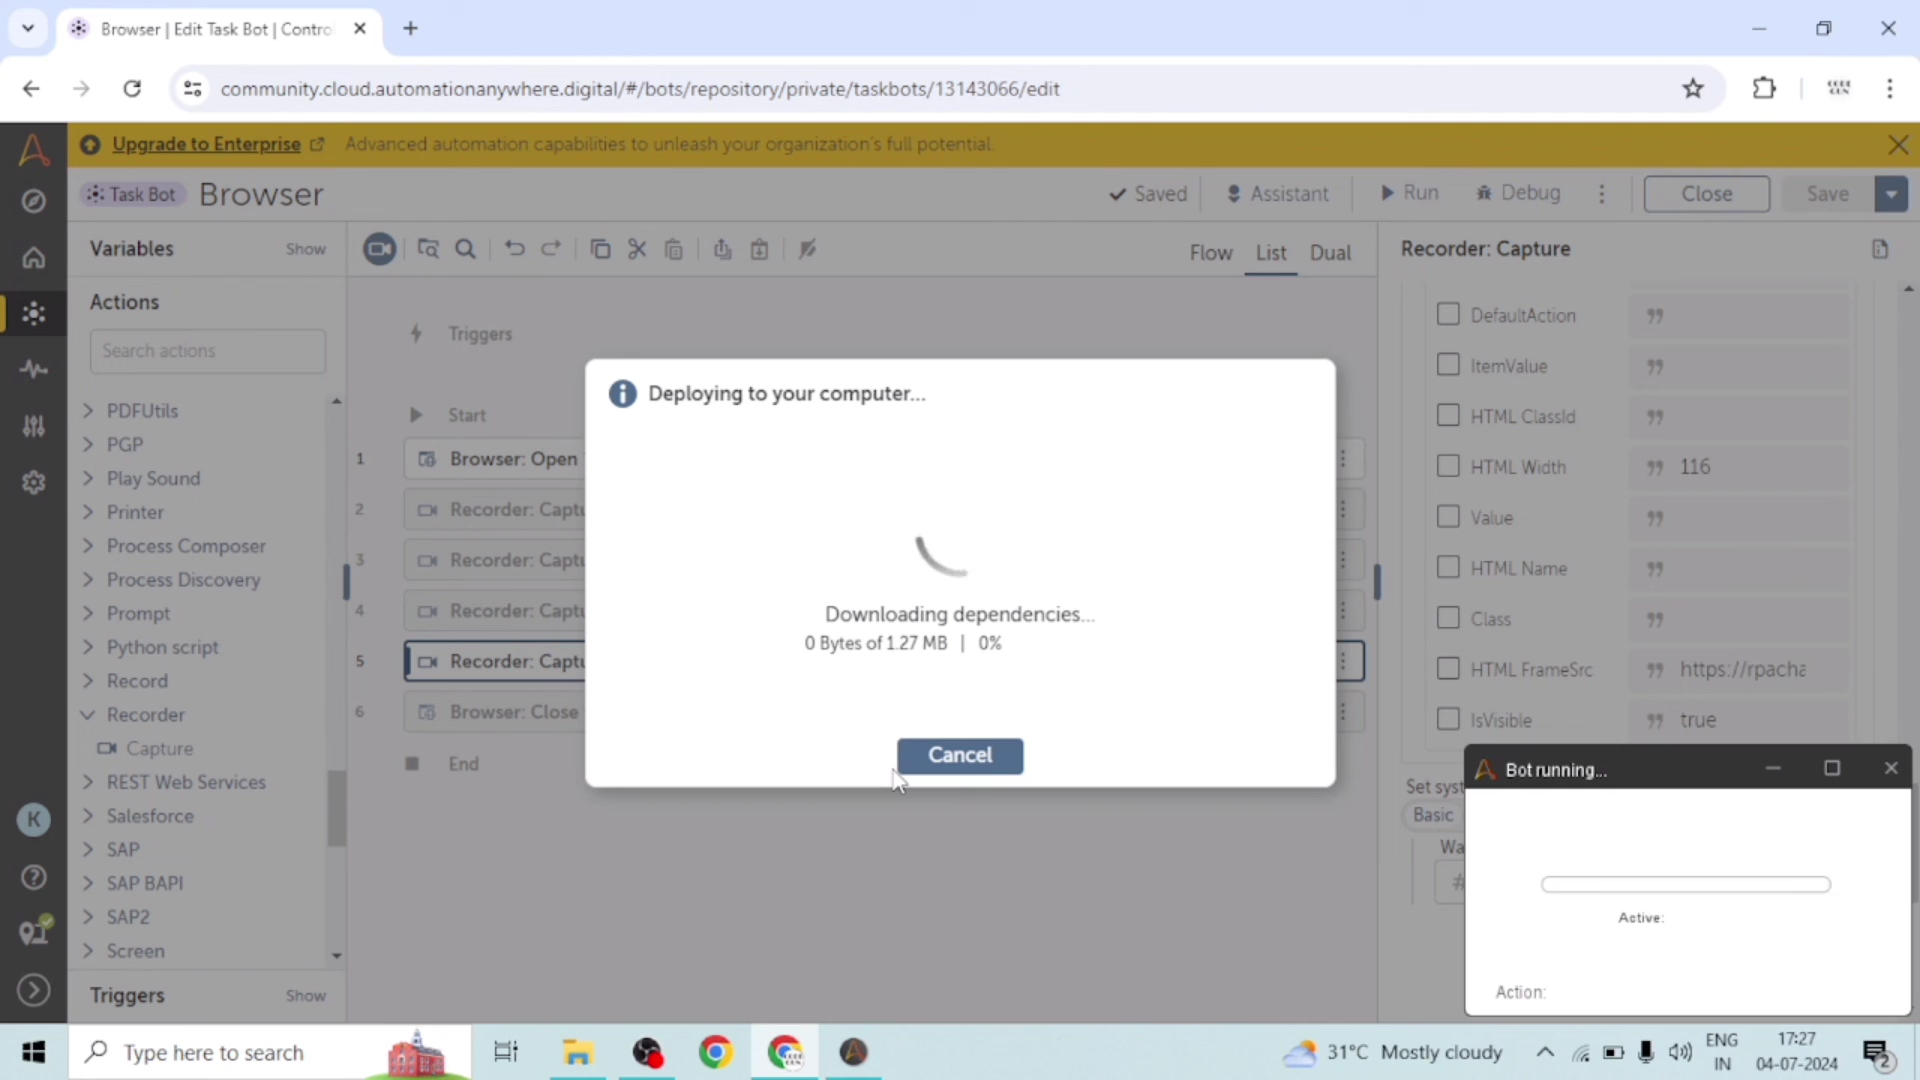 Browser | Edit Task Bot | Contro
community.cloud.automationanywhere.digital/#/bots/repository/private/taskbots/13143066/edit
CODE
GUN
Upgrade to Enterprise Advanced automation capabilities to unleash your organization's full potential.
Task Bot Browser Saved Assistant Run Debug Close Save
Variables Show
Flow List Dual
Actions
Search actions
PDFUtils
PGP
Play Sound
Printer
Process Composer
Process Discovery
Prompt
Python script
Record
Recorder
Capture
REST Web Services
Salesforce
SAP
SAP BAPI
SAP2
Screen
Triggers Show
K
Triggers
Start
1 Browser: Open
2 Recorder: Captu
3 Recorder: Captu
4 Recorder: Captu
5 Recorder: Captu
6 Browser: Close
End
Deploying to your computer...
Downloading dependencies...
0 Bytes of 1.27 MB | 0%
Cancel
Recorder: Capture
DefaultAction
ItemValue
HTML ClassId
HTML Width 116
Value
HTML Name
Class
HTML FrameSrc https://rpacha
IsVisible true
Set syst
Basic
Wa
#
Bot running...
Active:
Action:
Type here to search
31°C Mostly cloudy
ENG
IN
17:27
04-07-2024
2